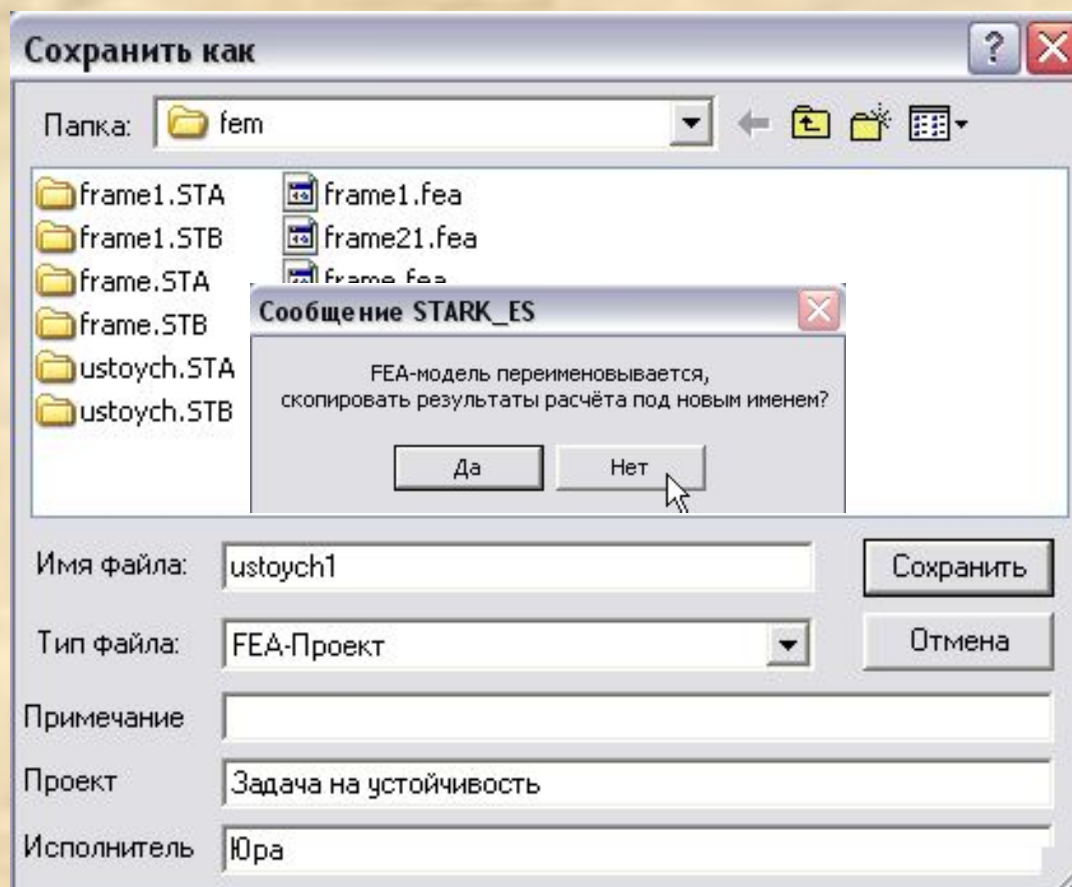 Сохранить как
Папка: fem
frame1.STA
frame1.STB
frame.STA
frame.STB
ustoych.STA
ustoych.STB
frame1.fea
frame21.fea
frame.fea
Сообщение STARK_ES
FEA-модель переименовывается,
скопировать результаты расчёта под новым именем?
Да Нет
Имя файла: ustoych1 Сохранить
Тип файла: FEA-Проект Отмена
Примечание
Проект Задача на устойчивость
Исполнитель Юра